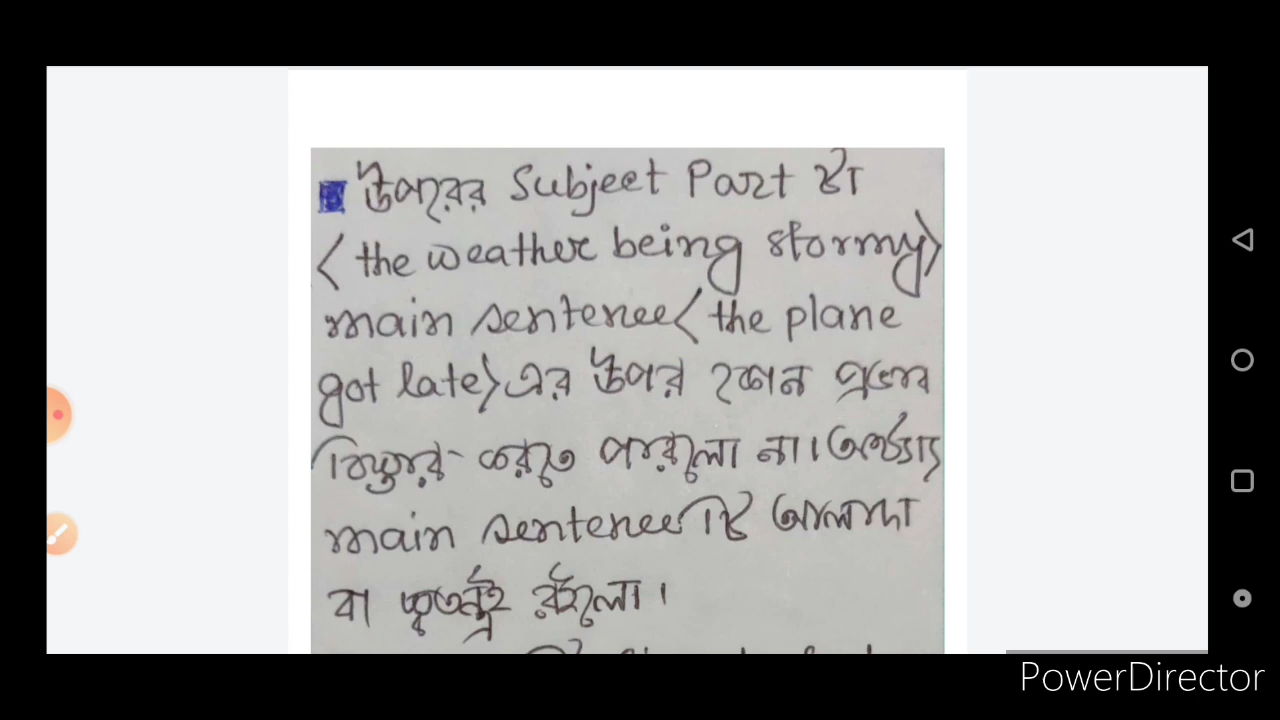 উপরের Subject Part টা
<the weather being stormy>
main sentence<the plane
got late>এর উপর কোন প্রভাব
বিস্তার করতে পারলো না।অর্থ্যাৎ
main sentence টি আলাদা
বা স্বতন্ত্রই রইলো।
PowerDirector